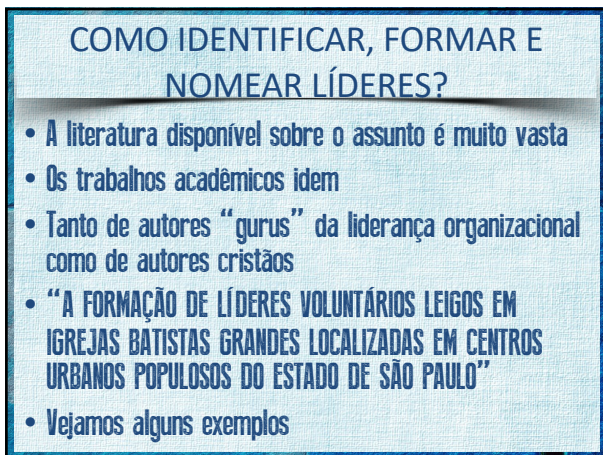 COMO IDENTIFICAR, FORMAR E
NOMEAR LÍDERES?
• A literatura disponível sobre o assunto é muito vasta
• Os trabalhos acadêmicos idem
• Tanto de autores “gurus” da liderança organizacional
como de autores cristãos
• “A FORMAÇÃO DE LÍDERES VOLUNTÁRIOS LEIGOS EM
IGREJAS BATISTAS GRANDES LOCALIZADAS EM CENTROS
URBANOS POPULOSOS DO ESTADO DE SÃO PAULO”
• Vejamos alguns exemplos